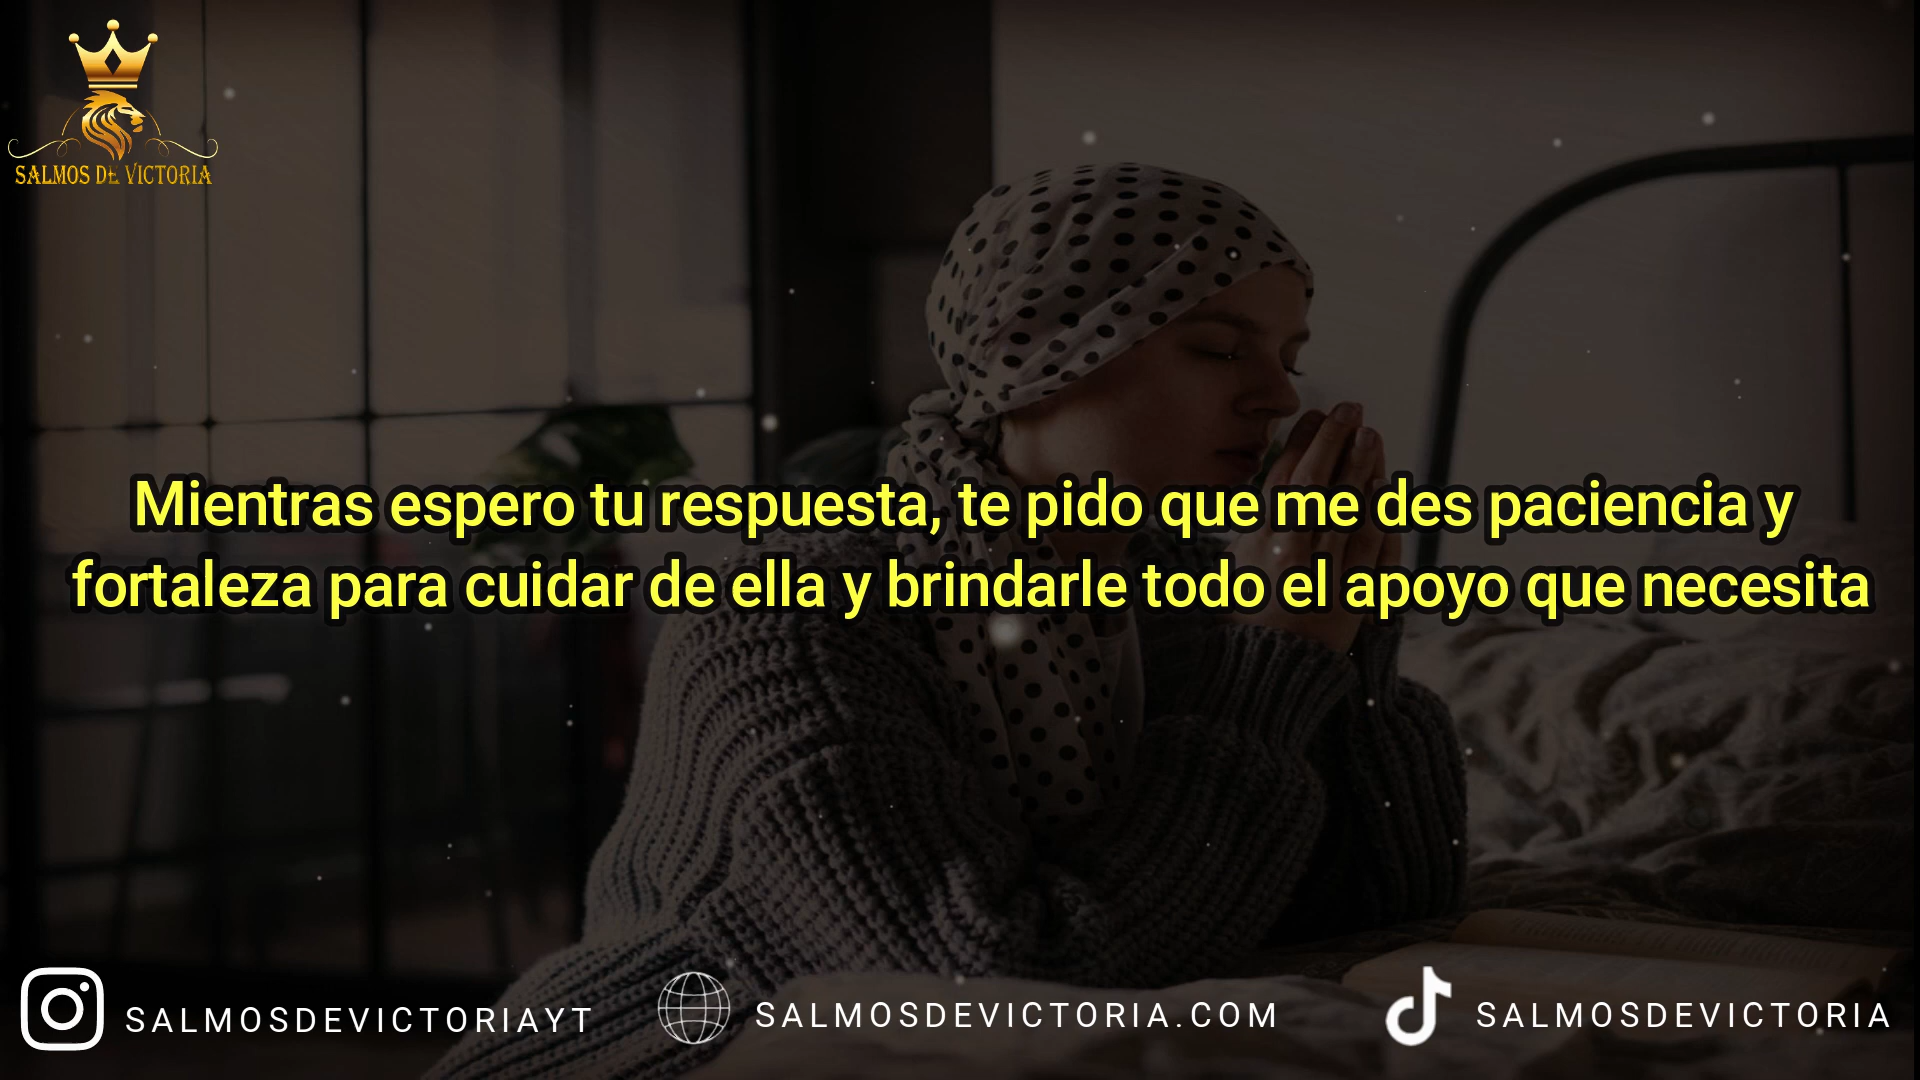 SALMOS DE VICTORIA
Mientras espero tu respuesta, te pido que me des paciencia y
fortaleza para cuidar de ella y brindarle todo el apoyo que necesita
SALMOSDEVICTORIAYT
SALMOSDEVICTORIA.COM
SALMOSDEVICTORIA